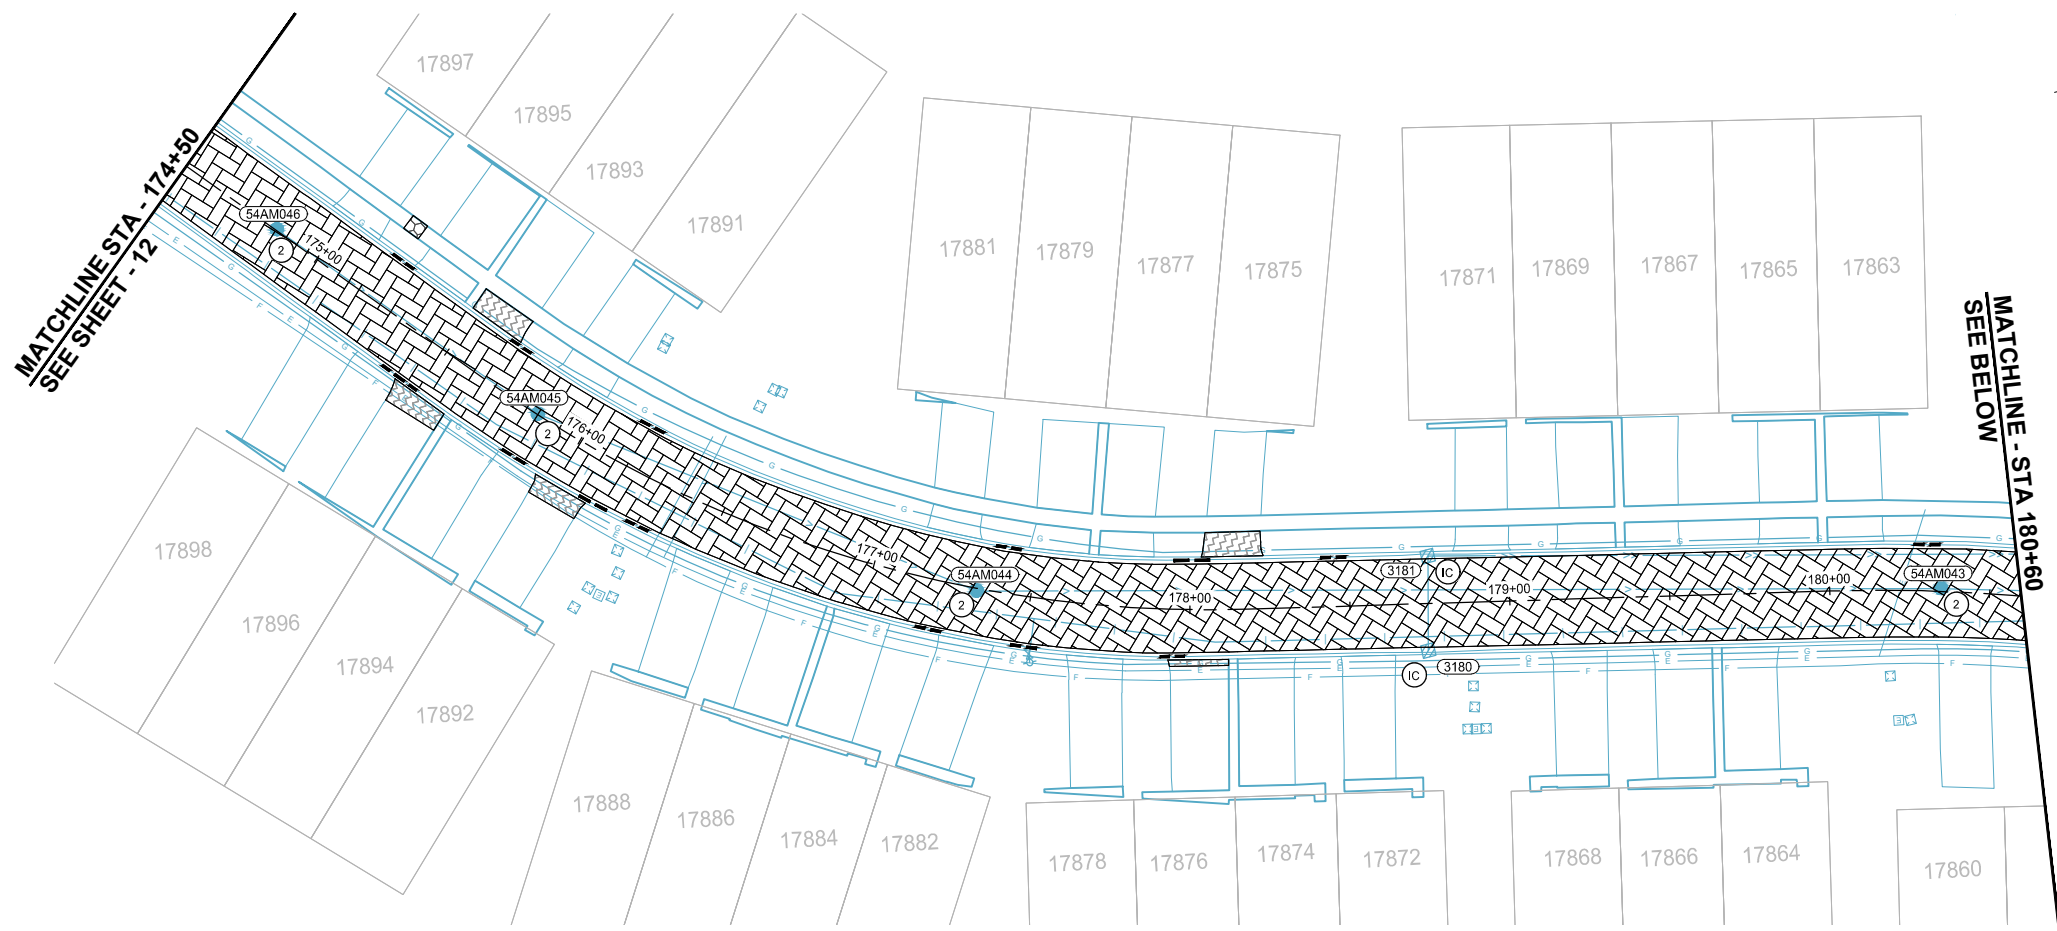 MATCHLINE STA - 174+50
SEE SHEET - 12
17897
17895
17893
17891
17881
17879
17877
17875
17871
17869
17867
17865
17863
MATCHLINE - STA 180+60
SEE BELOW
54AM046
2
175+00
54AM045
2
176+00
177+00
54AM044
2
178+00
3181
IC
179+00
180+00
54AM043
2
IC
3180
17898
17896
17894
17892
17888
17886
17884
17882
17878
17876
17874
17872
17868
17866
17864
17860
G
G
G
G
G
G
G
G
G
G
G
E
G
F
E
G
F
F
F
F
F
F
F
F
E
E
E